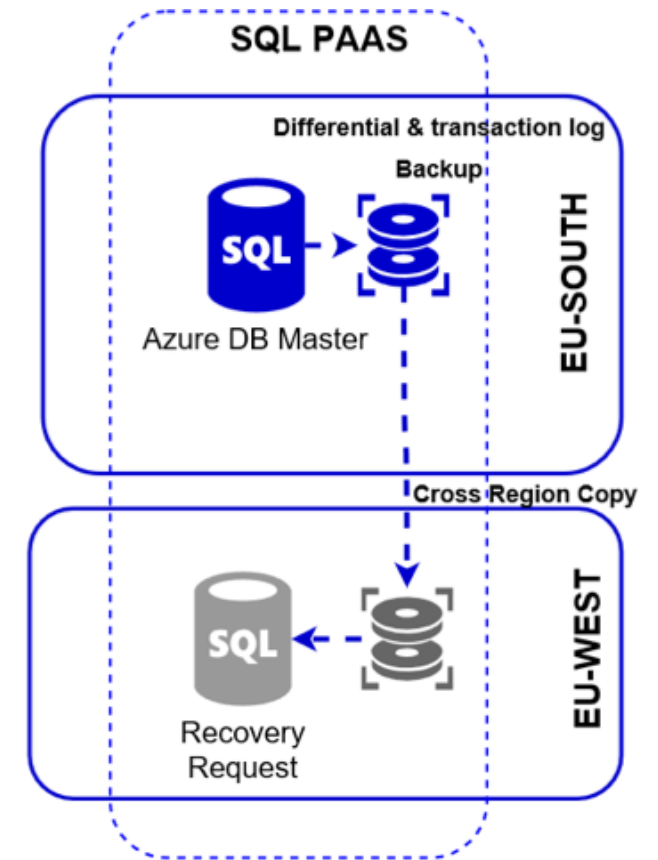 SQL PAAS
Differential & transaction log
Backup
SQL
Azure DB Master
EU-SOUTH
Cross Region Copy
SQL
Recovery
Request
EU-WEST